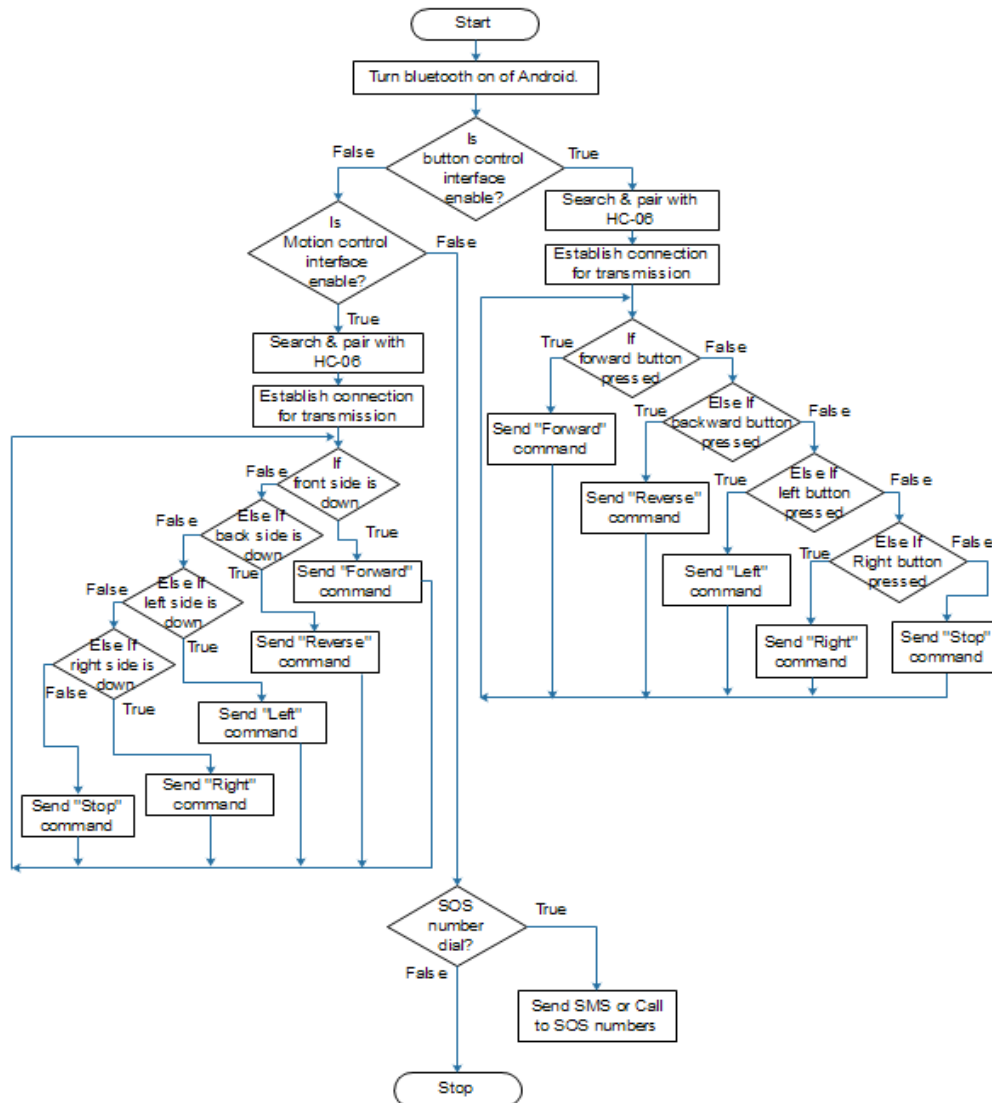 Start
Turn bluetooth on of Android.
Is
button control
interface
enable?
False
True
Search & pair with
HC-06
Establish connection
for transmission
Is
Motion control
interface
enable?
False
True
Search & pair with
HC-06
Establish connection
for transmission
If
forward button
pressed
True
False
Send "Forward"
command
Else If
backward button
pressed
True
False
Send "Reverse"
command
Else If
left button
pressed
True
False
Send "Left"
command
Else If
Right button
pressed
True
False
Send "Right"
command
Send "Stop"
command
If
front side is
down
False
True
Send "Forward"
command
Else If
back side is
down
False
True
Send "Reverse"
command
Else If
left side is
down
False
True
Send "Left"
command
Else If
right side is
down
False
True
Send "Right"
command
Send "Stop"
command
SOS
number
dial?
True
False
Send SMS or Call
to SOS numbers
Stop